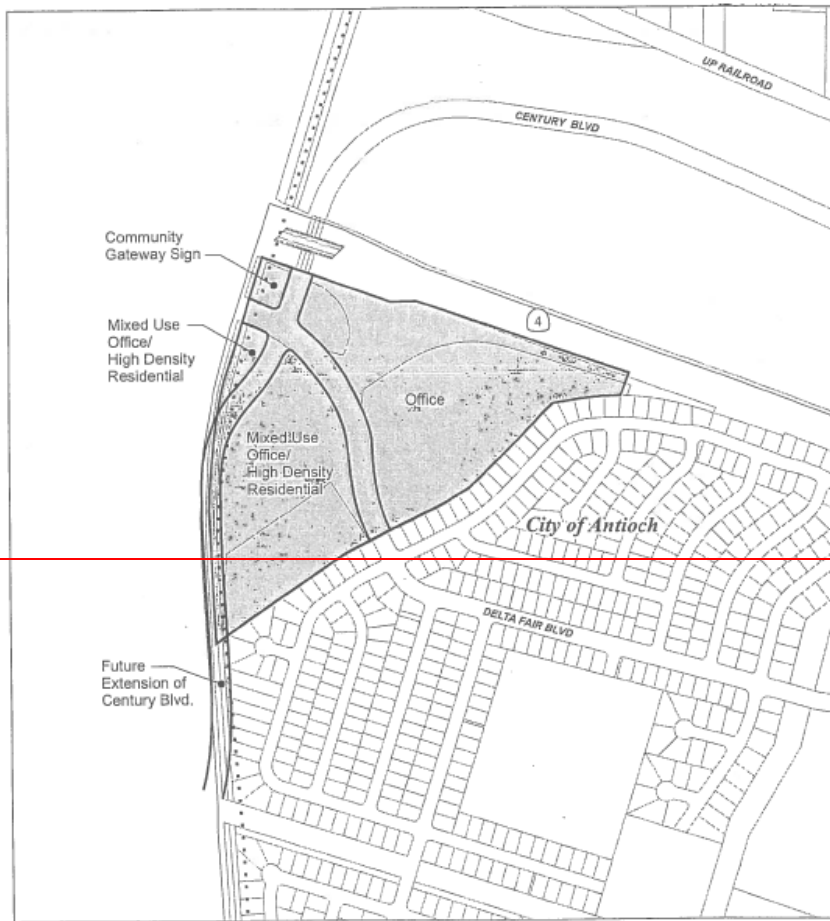 UP RAILROAD
CENTURY BLVD
Community
Gateway Sign
4
Mixed Use
Office/
High Density
Residential
Office
Mixed Use
Office/
High Density
Residential
City of Antioch
DELTA FAIR BLVD
Future
Extension of
Century Blvd.